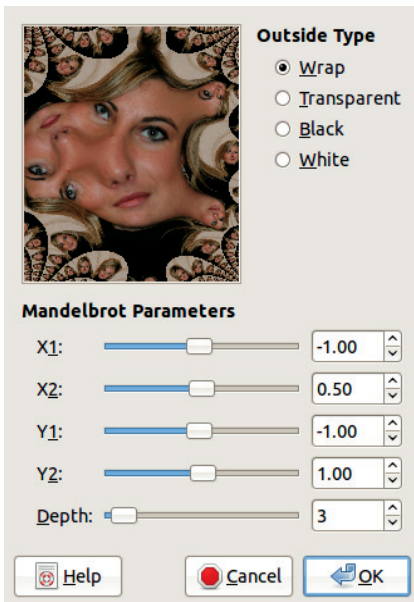 Outside Type
Wrap
Transparent
Black
White
Mandelbrot Parameters
X1: -1.00
X2: 0.50
Y1: -1.00
Y2: 1.00
Depth: 3
Help Cancel OK